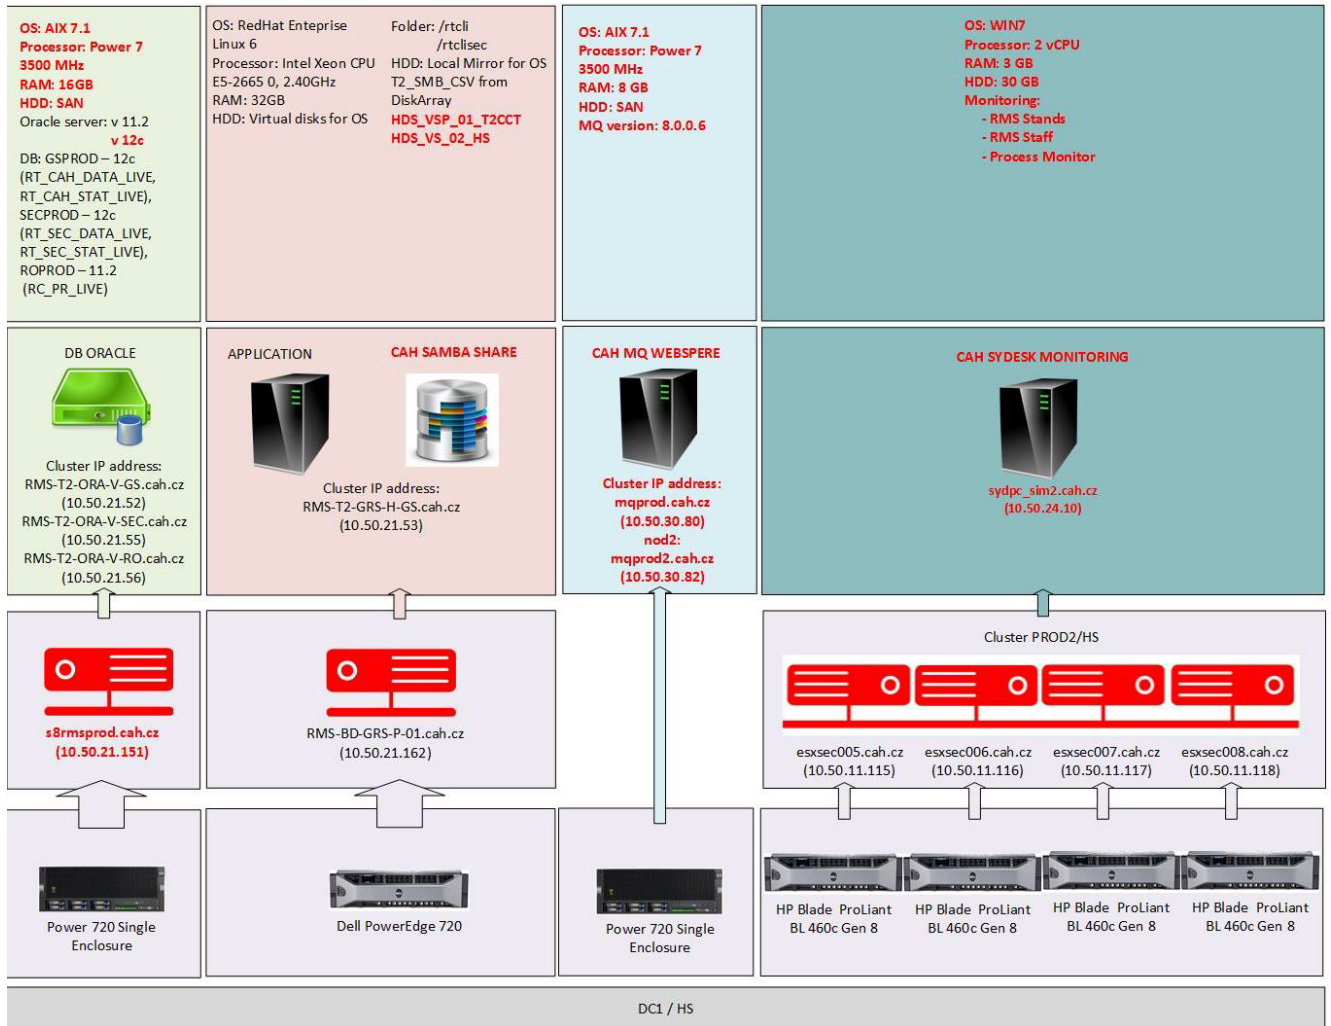 OS: AIX 7.1
Processor: Power 7
3500 MHz
RAM: 16GB
HDD: SAN
Oracle server: v 11.2
v 12c
DB: GSPROD – 12c
(RT_CAH_DATA_LIVE,
RT_CAH_STAT_LIVE),
SECPROD – 12c
(RT_SEC_DATA_LIVE,
RT_SEC_STAT_LIVE),
ROPROD – 11.2
(RC_PR_LIVE)
OS: RedHat Enteprise
Linux 6
Processor: Intel Xeon CPU
E5-2665 0, 2.40GHz
RAM: 32GB
HDD: Virtual disks for OS
Folder: /rtcli
/rtclisec
HDD: Local Mirror for OS
T2_SMB_CSV from
DiskArray
HDS_VSP_01_T2CCT
HDS_VS_02_HS
OS: AIX 7.1
Processor: Power 7
3500 MHz
RAM: 8 GB
HDD: SAN
MQ version: 8.0.0.6
OS: WIN7
Processor: 2 vCPU
RAM: 3 GB
HDD: 30 GB
Monitoring:
- RMS Stands
- RMS Staff
- Process Monitor
DB ORACLE
Cluster IP address:
RMS-T2-ORA-V-GS.cah.cz
(10.50.21.52)
RMS-T2-ORA-V-SEC.cah.cz
(10.50.21.55)
RMS-T2-ORA-V-RO.cah.cz
(10.50.21.56)
APPLICATION
CAH SAMBA SHARE
Cluster IP address:
RMS-T2-GRS-H-GS.cah.cz
(10.50.21.53)
CAH MQ WEBSPERE
Cluster IP address:
mqprod.cah.cz
(10.50.30.80)
nod2:
mqprod2.cah.cz
(10.50.30.82)
CAH SYDESK MONITORING
sydpc_sim2.cah.cz
(10.50.24.10)
s8rmsprod.cah.cz
(10.50.21.151)
RMS-BD-GRS-P-01.cah.cz
(10.50.21.162)
Cluster PROD2/HS
esxsec005.cah.cz
(10.50.11.115)
esxsec006.cah.cz
(10.50.11.116)
esxsec007.cah.cz
(10.50.11.117)
esxsec008.cah.cz
(10.50.11.118)
Power 720 Single
Enclosure
Dell PowerEdge 720
Power 720 Single
Enclosure
HP Blade ProLiant
BL 460c Gen 8
HP Blade ProLiant
BL 460c Gen 8
HP Blade ProLiant
BL 460c Gen 8
HP Blade ProLiant
BL 460c Gen 8
DC1 / HS